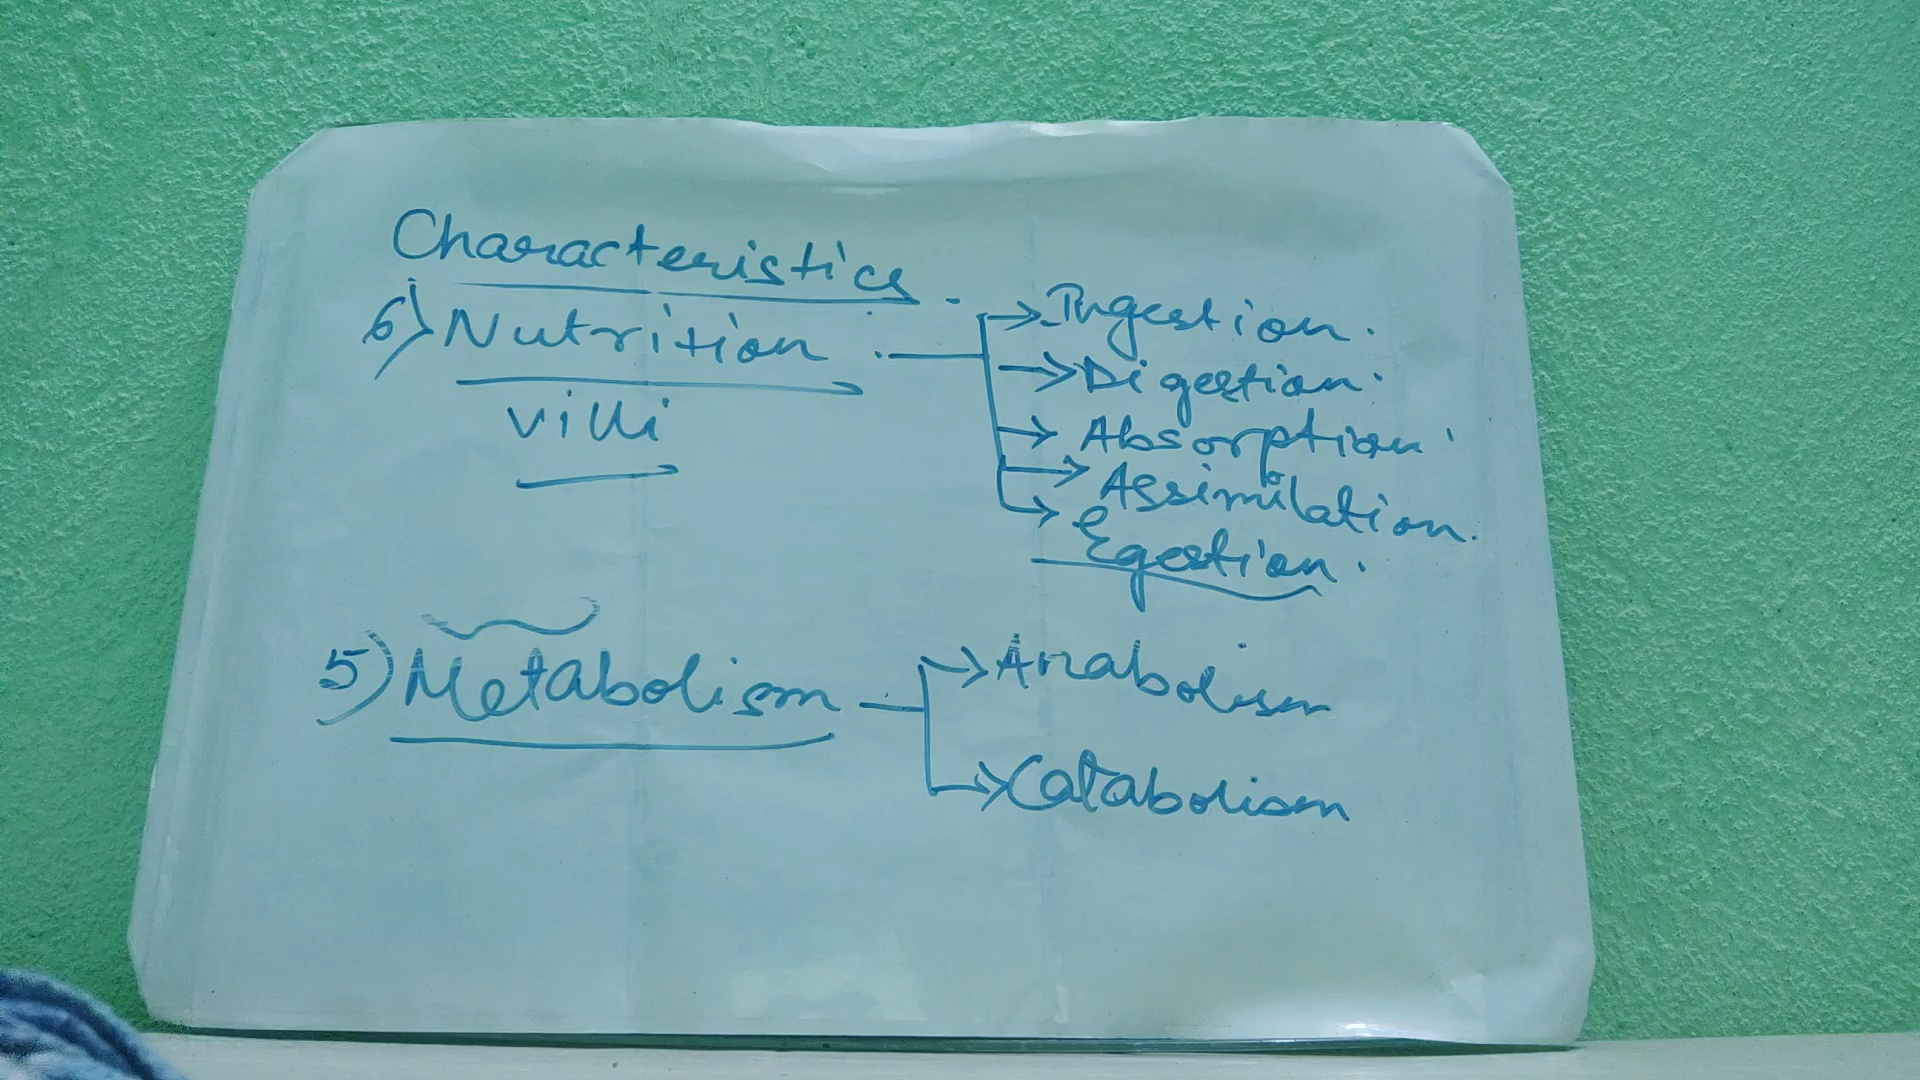 Characteristics.
6) Nutrition
villi
Ingestion.
Digestion.
Absorption
Assimilation.
Egestion.
5) Metabolism
Anabolism
Catabolism